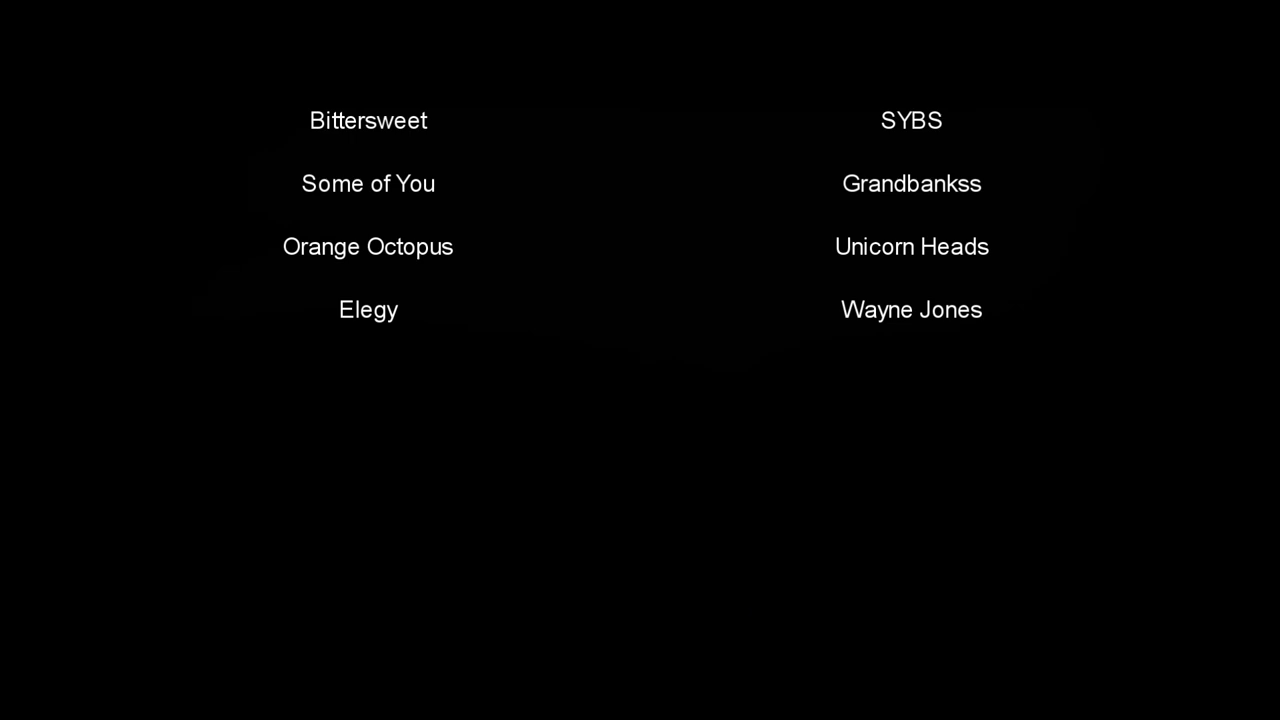 Bittersweet SYBS
Some of You Grandbankss
Orange Octopus Unicorn Heads
Elegy Wayne Jones